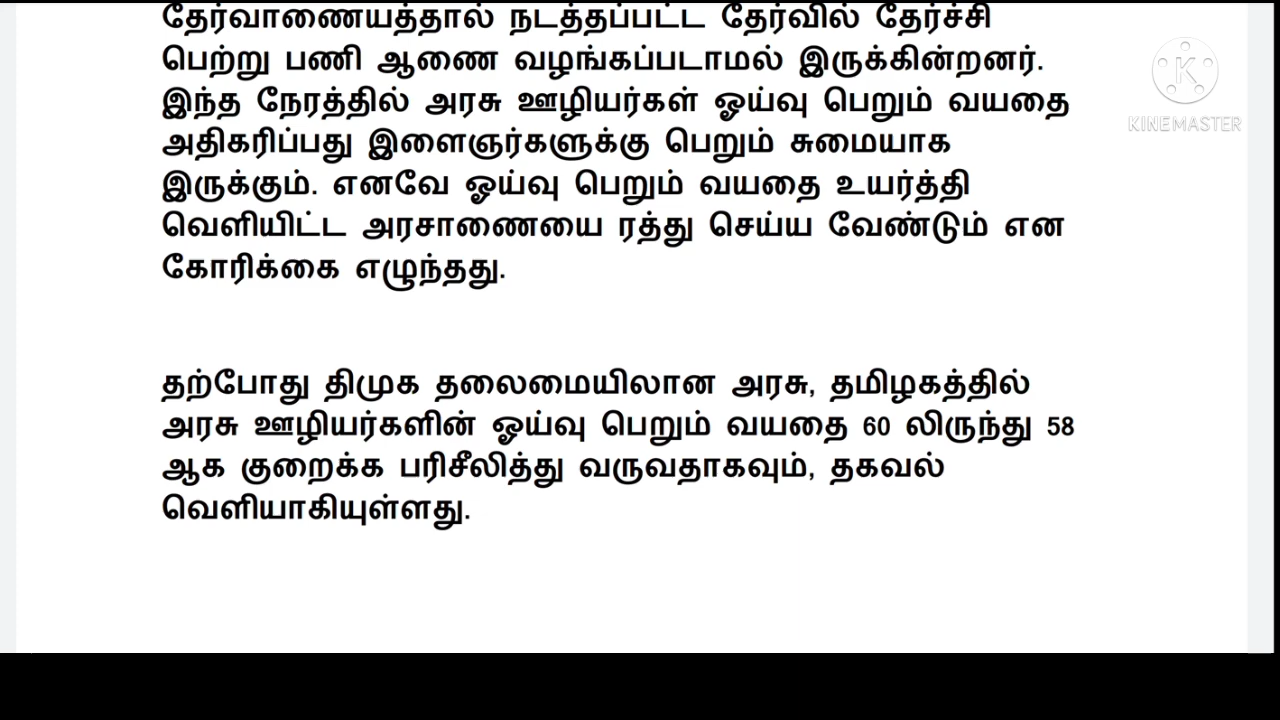 தேர்வாணையத்தால் நடத்தப்பட்ட தேர்வில் தேர்ச்சி
பெற்று பணி ஆணை வழங்கப்படாமல் இருக்கின்றனர்.
இந்த நேரத்தில் அரசு ஊழியர்கள் ஓய்வு பெறும் வயதை
அதிகரிப்பது இளைஞர்களுக்கு பெறும் சுமையாக
இருக்கும். எனவே ஓய்வு பெறும் வயதை உயர்த்தி
வெளியிட்ட அரசாணையை ரத்து செய்ய வேண்டும் என
கோரிக்கை எழுந்தது.
தற்போது திமுக தலைமையிலான அரசு, தமிழகத்தில்
அரசு ஊழியர்களின் ஓய்வு பெறும் வயதை 60 லிருந்து 58
ஆக குறைக்க பரிசீலித்து வருவதாகவும், தகவல்
வெளியாகியுள்ளது.
K
KINEMASTER